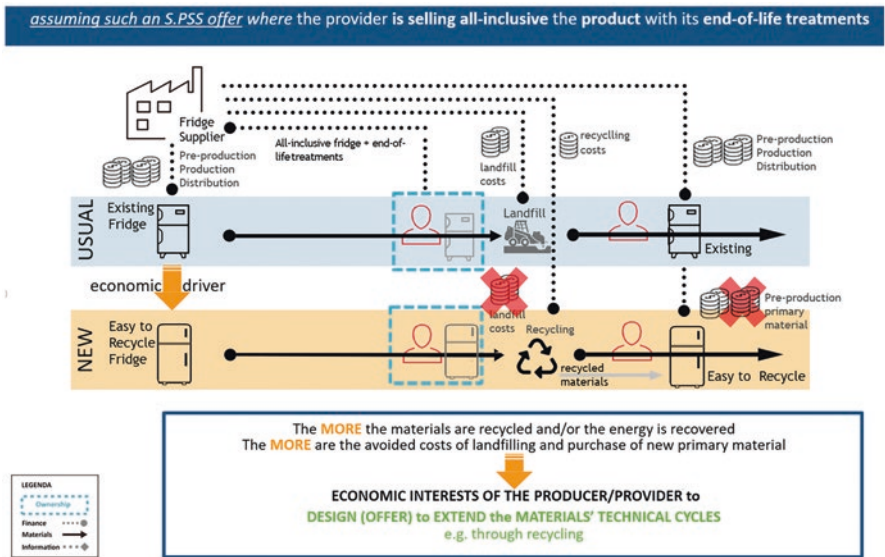 assuming such an S.PSS offer where the provider is selling all-inclusive the product with its end-of-life treatments
Fridge
Supplier
All-inclusive fridge + end-of-
lifetreatments
Pre-production
Production
Distribution
landfill
costs
recyclling
costs
Pre-production
Production
Distribution
USUAL
Existing
Fridge
Landfill
Existing
economic driver
landfill
costs
Pre-production
primary
material
NEW
Easy to
Recycle
Fridge
Recycling
recycled
materials
Easy to Recycle
The MORE the materials are recycled and/or the energy is recovered
The MORE are the avoided costs of landfilling and purchase of new primary material
ECONOMIC INTERESTS OF THE PRODUCER/PROVIDER to
DESIGN (OFFER) to EXTEND the MATERIALS' TECHNICAL CYCLES
e.g. through recycling
LEGENDA
Ownership
Finance
Materials
Information